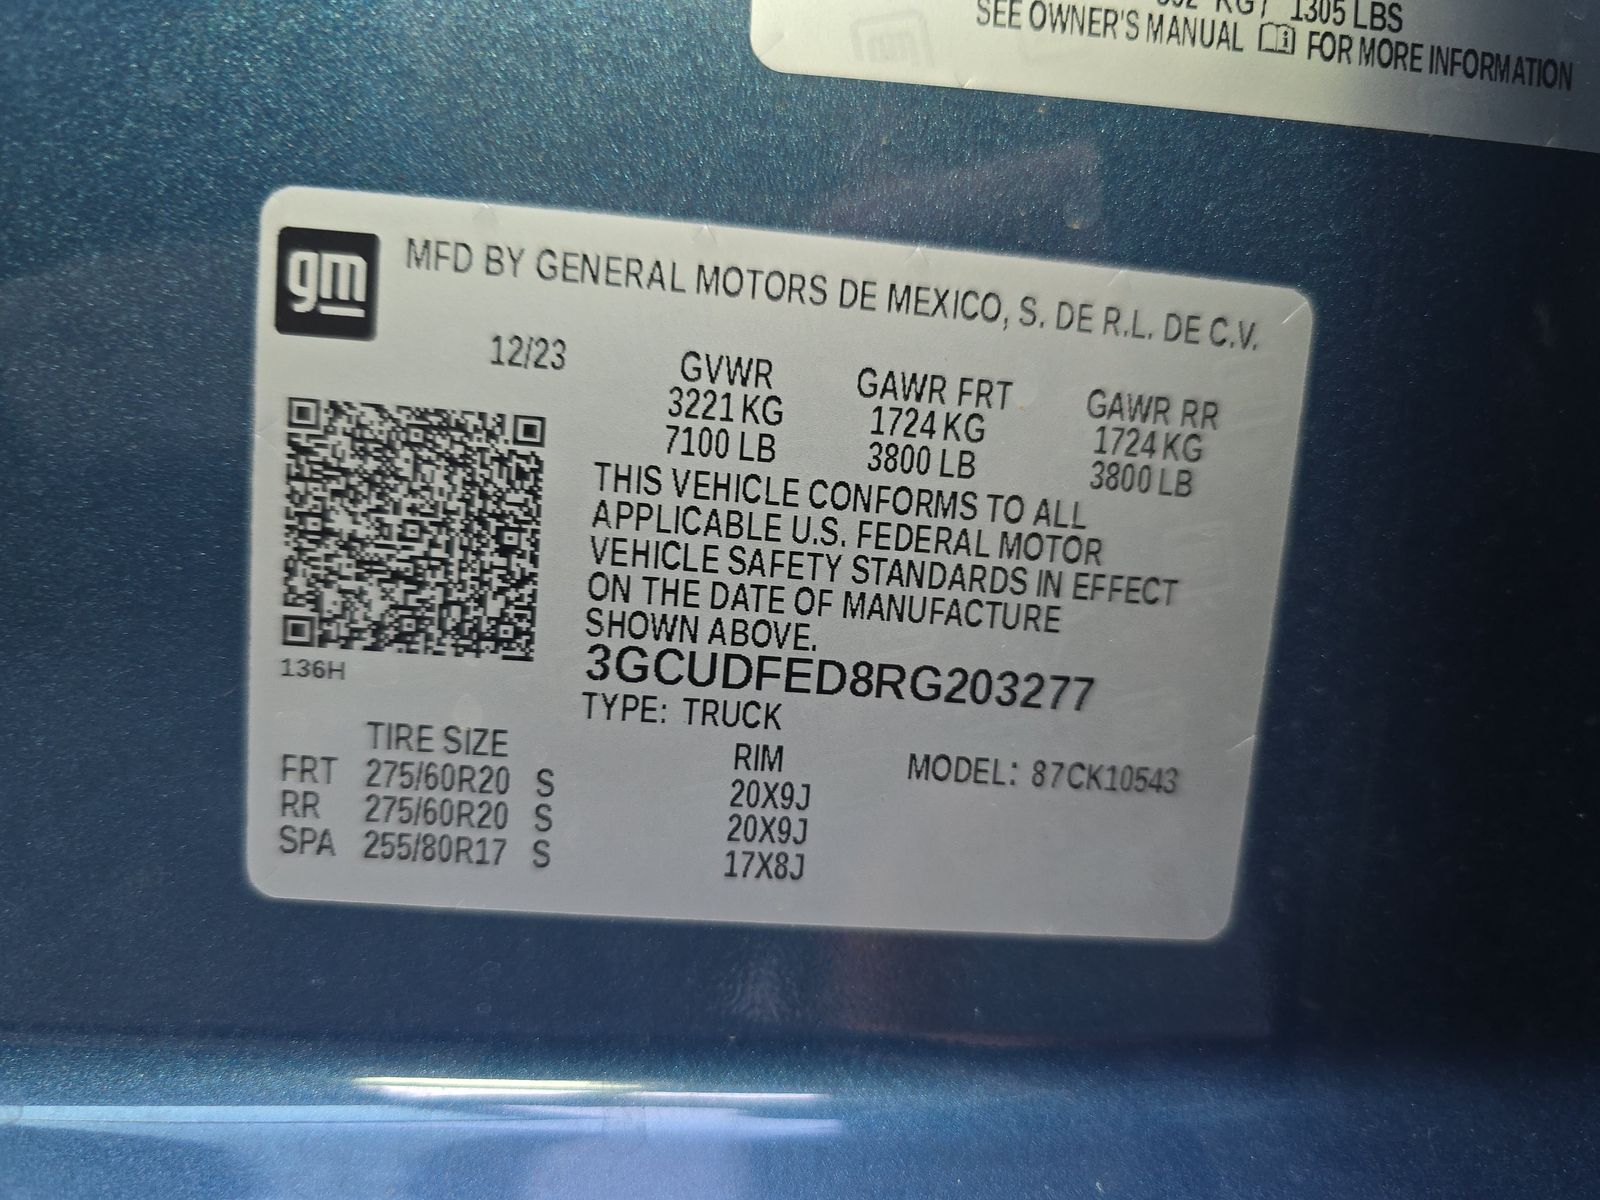 KG/ 1305 LBS
SEE OWNER'S MANUAL FOR MORE INFORMATION
gm
MFD BY GENERAL MOTORS DE MEXICO, S. DE R.L. DE C.V.
12/23 GVWR GAWR FRT GAWR RR
3221 KG 1724 KG 1724 KG
7100 LB 3800 LB 3800 LB
THIS VEHICLE CONFORMS TO ALL
APPLICABLE U.S. FEDERAL MOTOR
VEHICLE SAFETY STANDARDS IN EFFECT
ON THE DATE OF MANUFACTURE
SHOWN ABOVE.
136H 3GCUDFED8RG203277
TYPE: TRUCK
TIRE SIZE RIM MODEL: 87CK10543
FRT 275/60R20 S 20X9J
RR 275/60R20 S 20X9J
SPA 255/80R17 S 17X8J